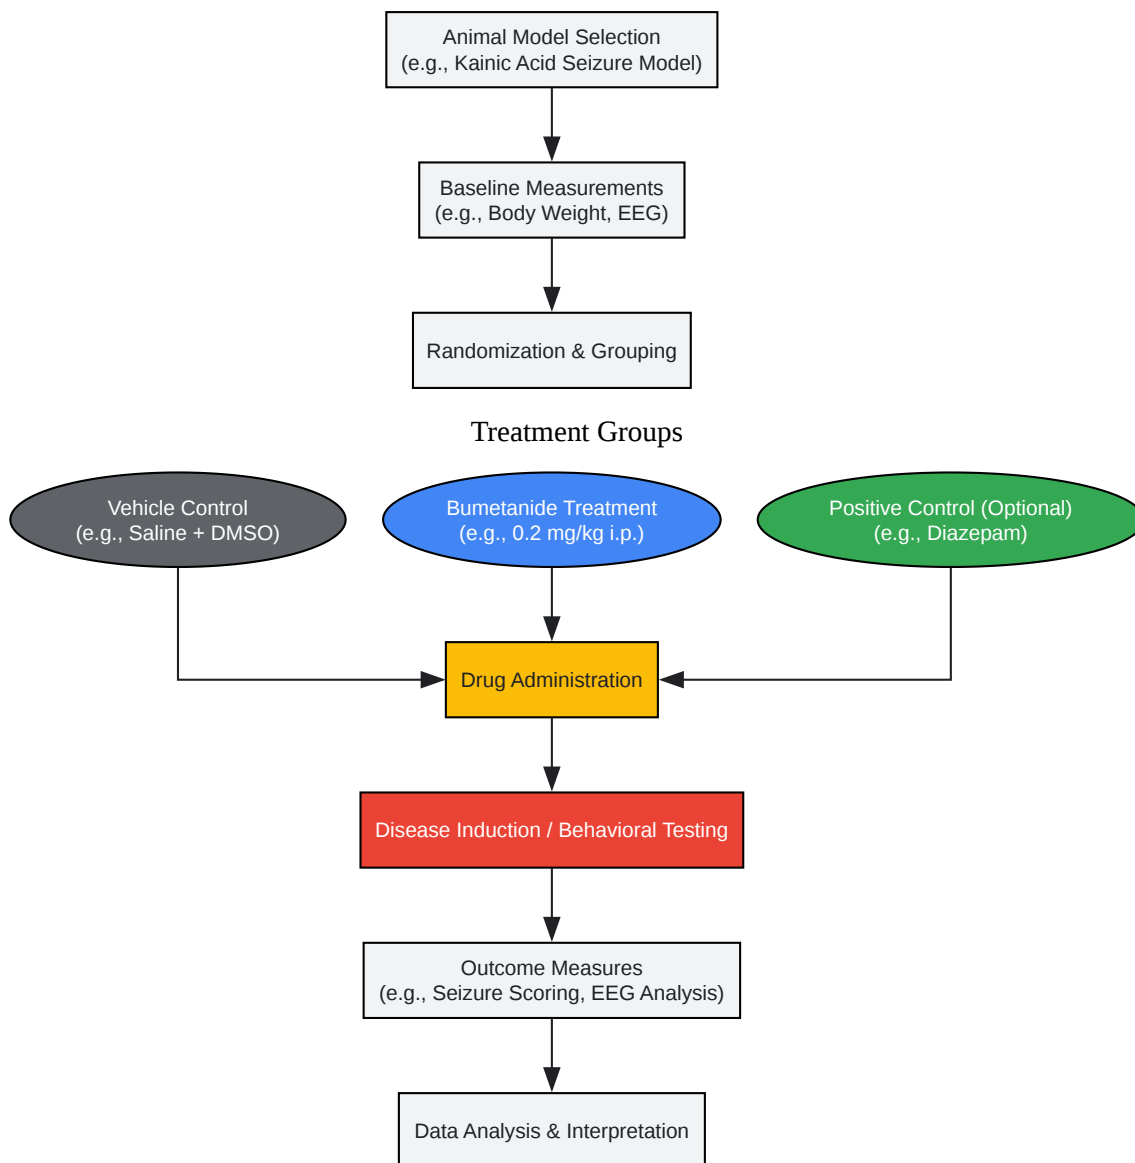 Animal Model Selection
(e.g., Kainic Acid Seizure Model)
Baseline Measurements
(e.g., Body Weight, EEG)
Randomization & Grouping
Treatment Groups
Vehicle Control
(e.g., Saline + DMSO)
Bumetanide Treatment
(e.g., 0.2 mg/kg i.p.)
Positive Control (Optional)
(e.g., Diazepam)
Drug Administration
Disease Induction / Behavioral Testing
Outcome Measures
(e.g., Seizure Scoring, EEG Analysis)
Data Analysis & Interpretation